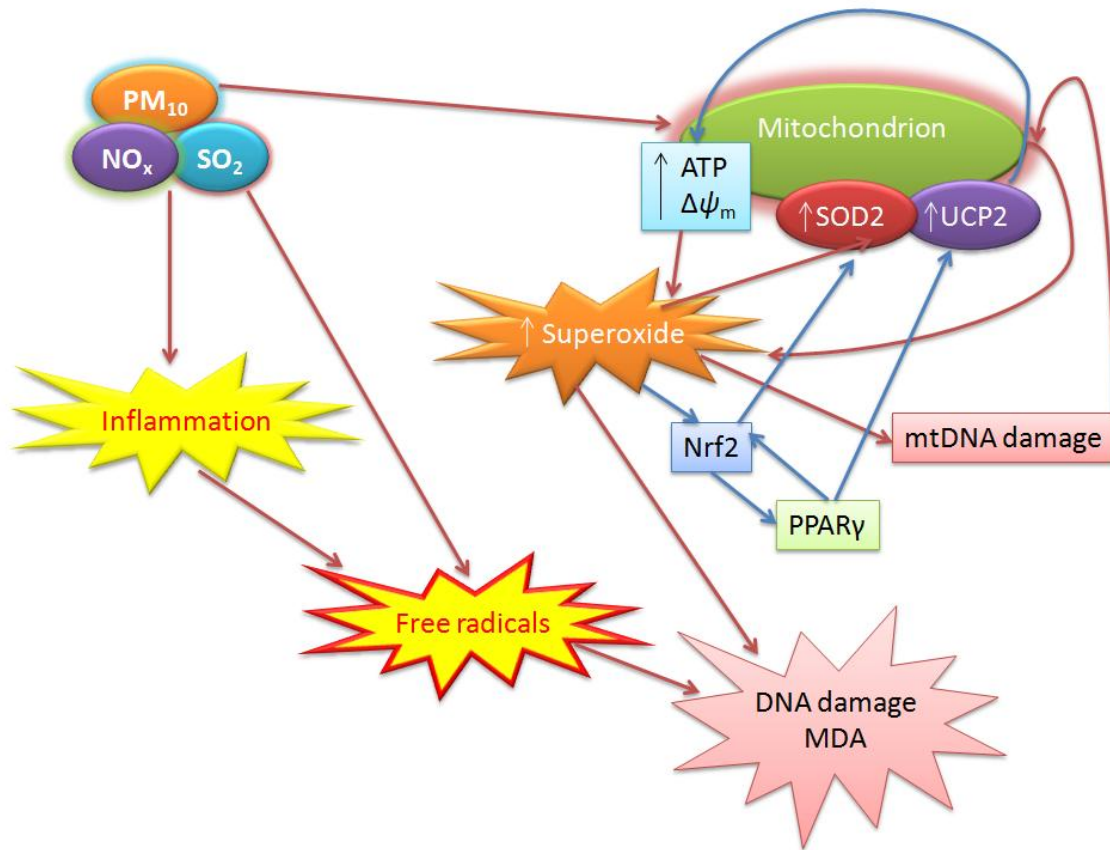 PM₁₀
NOₓ
SO₂
Mitochondrion
↑ ATP
Δψₘ
↑SOD2
↑UCP2
↑ Superoxide
Inflammation
Nrf2
mtDNA damage
PPARγ
Free radicals
DNA damage
MDA